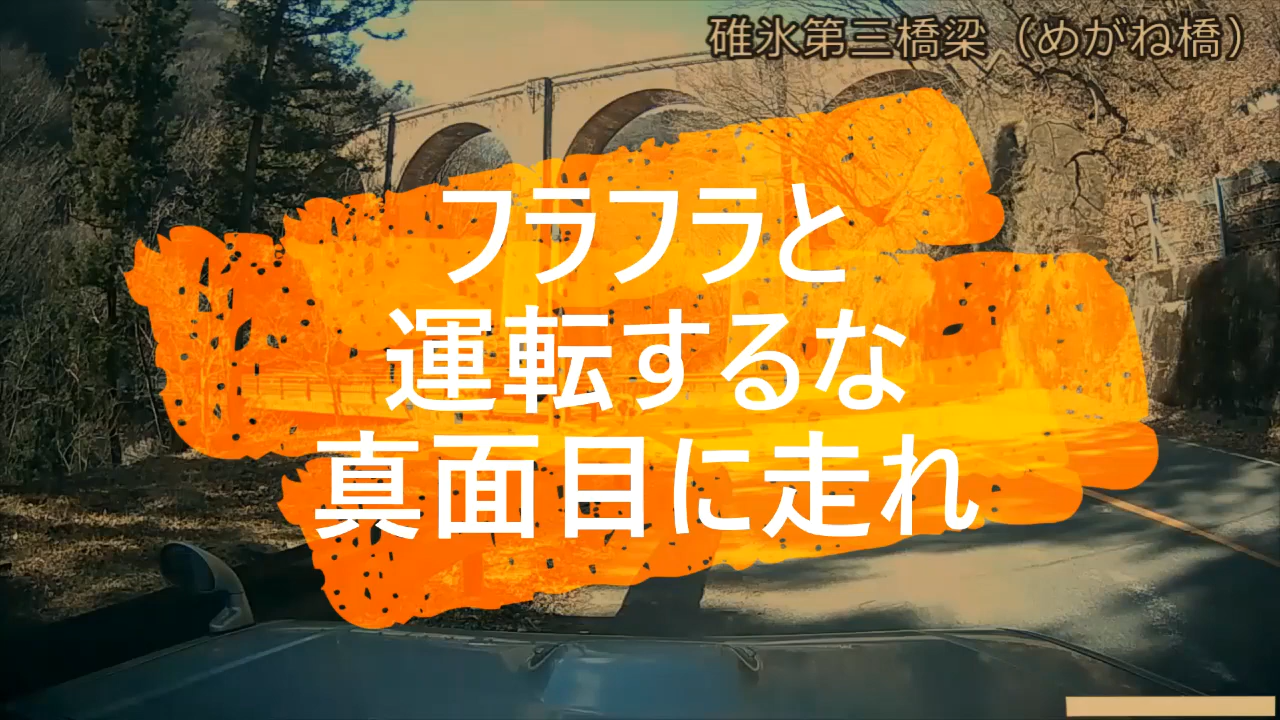 碓氷第三橋梁（めがね橋）
フラフラと
運転するな
真面目に走れ